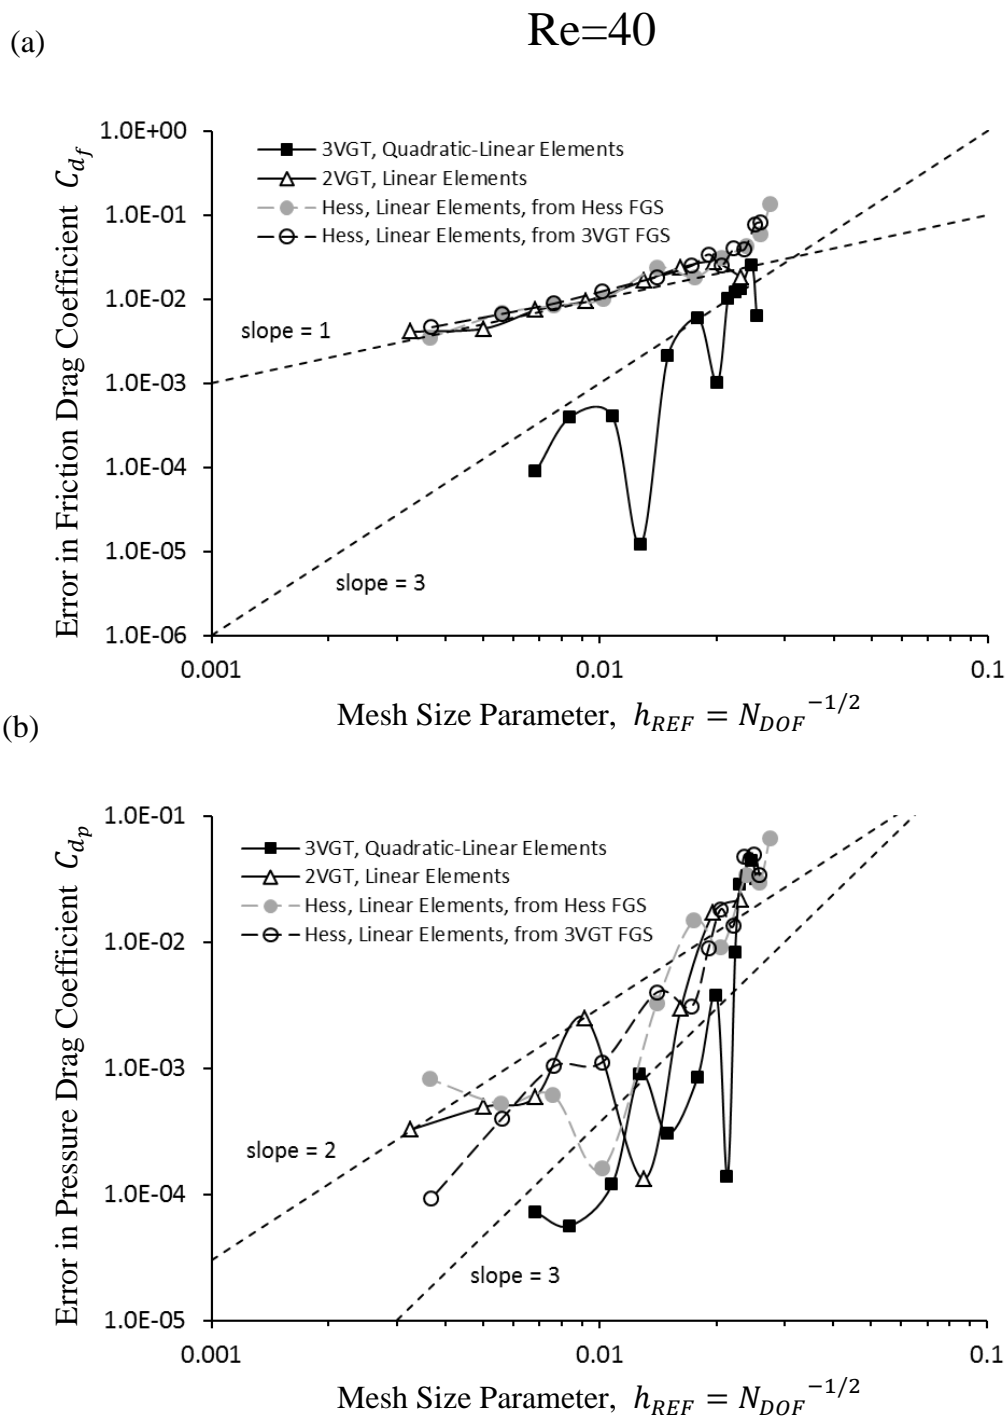 Re=40
(a)
Error in Friction Drag Coefficient C_{d_f}
1.0E+00
1.0E-01
1.0E-02
1.0E-03
1.0E-04
1.0E-05
1.0E-06
3VGT, Quadratic-Linear Elements
2VGT, Linear Elements
Hess, Linear Elements, from Hess FGS
Hess, Linear Elements, from 3VGT FGS
slope = 1
slope = 3
0.001 0.01 0.1
Mesh Size Parameter, h_{REF} = N_{DOF}^{-1/2}
(b)
Error in Pressure Drag Coefficient C_{d_p}
1.0E-01
1.0E-02
1.0E-03
1.0E-04
1.0E-05
3VGT, Quadratic-Linear Elements
2VGT, Linear Elements
Hess, Linear Elements, from Hess FGS
Hess, Linear Elements, from 3VGT FGS
slope = 2
slope = 3
0.001 0.01 0.1
Mesh Size Parameter, h_{REF} = N_{DOF}^{-1/2}